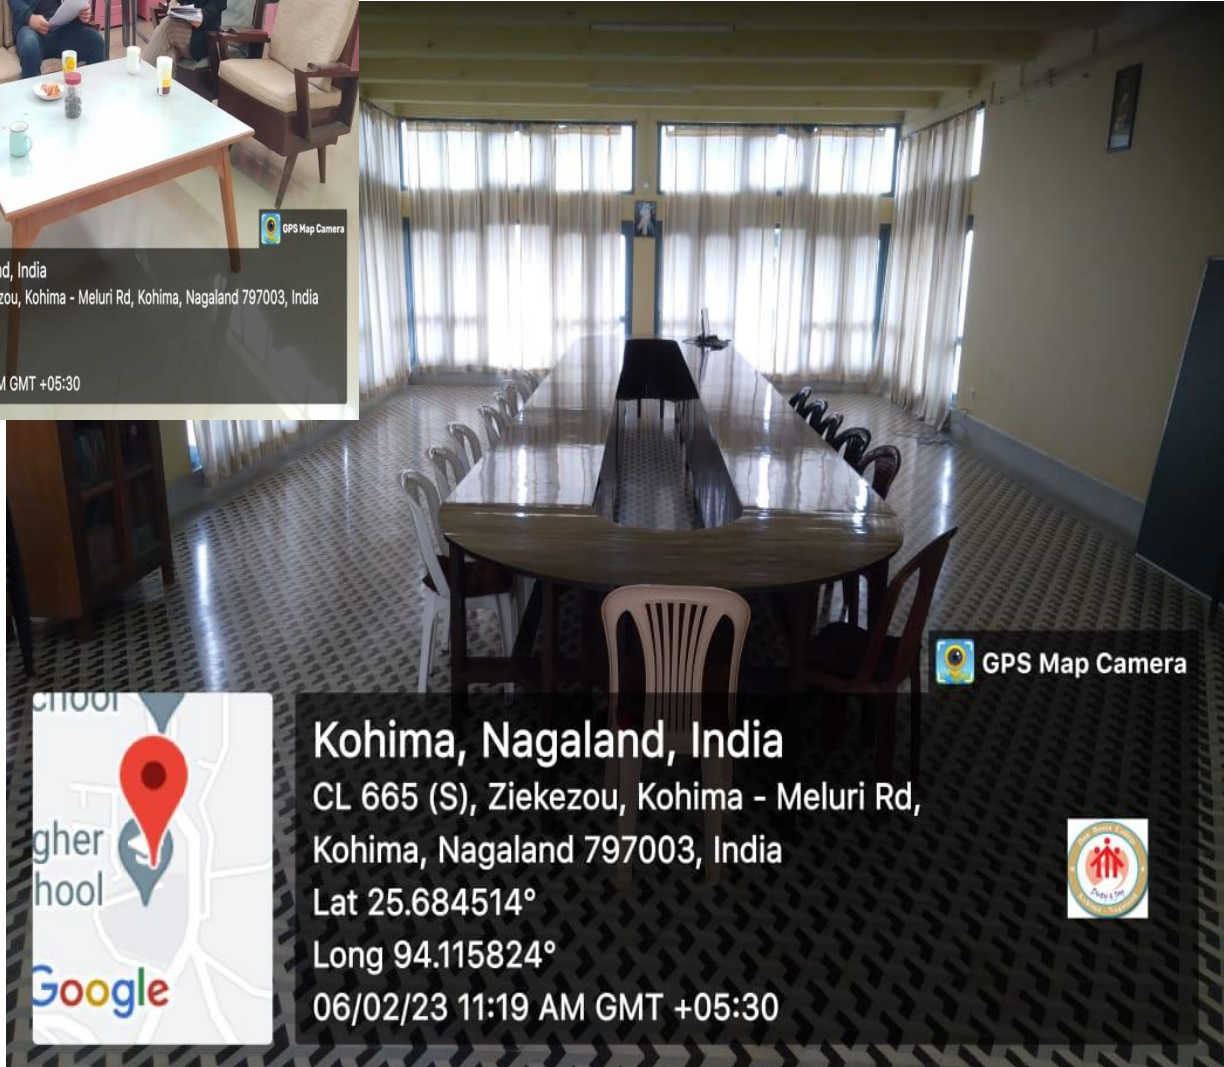 GPS Map Camera
nd, India
zou, Kohima - Meluri Rd, Kohima, Nagaland 797003, India
M GMT +05:30
GPS Map Camera
Kohima, Nagaland, India
CL 665 (S), Ziekezou, Kohima - Meluri Rd,
Kohima, Nagaland 797003, India
Lat 25.684514°
Long 94.115824°
06/02/23 11:19 AM GMT +05:30
chool
gher
hool
Google